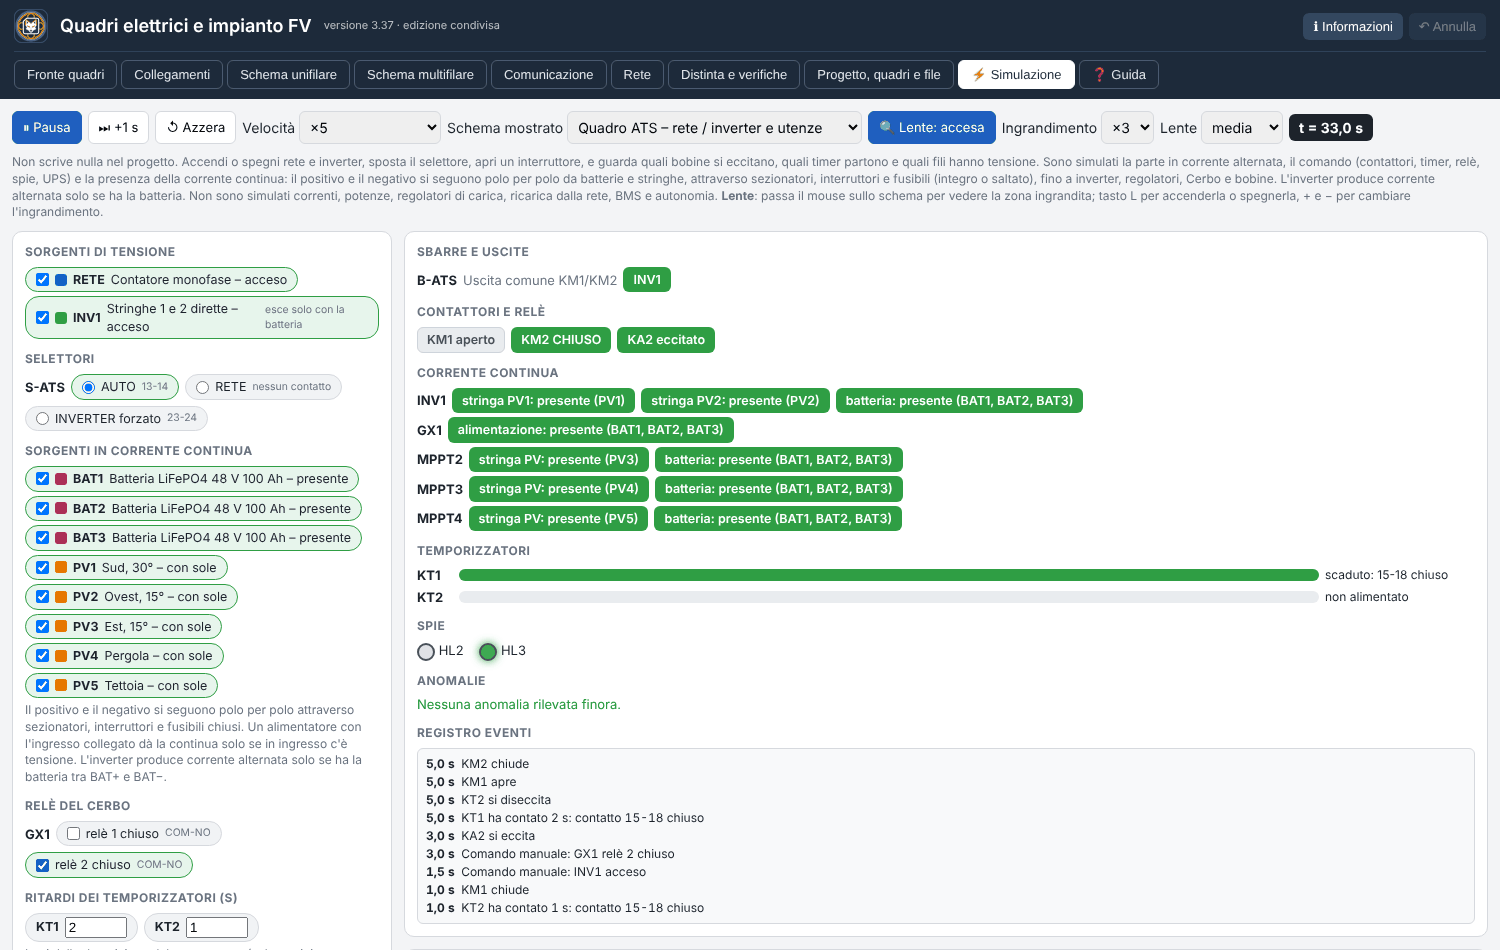 Quadri elettrici e impianto FV versione 3.37 · edizione condivisa
ℹ Informazioni
↶ Annulla
Fronte quadri
Collegamenti
Schema unifilare
Schema multifilare
Comunicazione
Rete
Distinta e verifiche
Progetto, quadri e file
⚡ Simulazione
❓ Guida
⏸ Pausa
⏭ +1 s
↺ Azzera
Velocità ×5
Schema mostrato Quadro ATS – rete / inverter e utenze
🔍 Lente: accesa
Ingrandimento ×3
Lente media
t = 33,0 s
Non scrive nulla nel progetto. Accendi o spegni rete e inverter, sposta il selettore, apri un interruttore, e guarda quali bobine si eccitano, quali timer partono e quali fili hanno tensione. Sono simulati la parte in corrente alternata, il comando (contattori, timer, relè,
spie, UPS) e la presenza della corrente continua: il positivo e il negativo si seguono polo per polo da batterie e stringhe, attraverso sezionatori, interruttori e fusibili (integro o saltato), fino a inverter, regolatori, Cerbo e bobine. L'inverter produce corrente
alternata solo se ha la batteria. Non sono simulati correnti, potenze, regolatori di carica, ricarica dalla rete, BMS e autonomia. Lente: passa il mouse sullo schema per vedere la zona ingrandita; tasto L per accenderla o spegnerla, + e − per cambiare
l'ingrandimento.
SORGENTI DI TENSIONE
RETE Contatore monofase – acceso
INV1 Stringhe 1 e 2 dirette – acceso esce solo con la batteria
SELETTORI
S-ATS AUTO 13-14 RETE nessun contatto
INVERTER forzato 23-24
SORGENTI IN CORRENTE CONTINUA
BAT1 Batteria LiFePO4 48 V 100 Ah – presente
BAT2 Batteria LiFePO4 48 V 100 Ah – presente
BAT3 Batteria LiFePO4 48 V 100 Ah – presente
PV1 Sud, 30° – con sole
PV2 Ovest, 15° – con sole
PV3 Est, 15° – con sole
PV4 Pergola – con sole
PV5 Tettoia – con sole
Il positivo e il negativo si seguono polo per polo attraverso
sezionatori, interruttori e fusibili chiusi. Un alimentatore con
l'ingresso collegato dà la continua solo se in ingresso c'è
tensione. L'inverter produce corrente alternata solo se ha la
batteria tra BAT+ e BAT−.
RELÈ DEL CERBO
GX1 relè 1 chiuso COM-NO
relè 2 chiuso COM-NO
RITARDI DEI TEMPORIZZATORI (S)
KT1 2 KT2 1
SBARRE E USCITE
B-ATS Uscita comune KM1/KM2 INV1
CONTATTORI E RELÈ
KM1 aperto KM2 CHIUSO KA2 eccitato
CORRENTE CONTINUA
INV1 stringa PV1: presente (PV1) stringa PV2: presente (PV2) batteria: presente (BAT1, BAT2, BAT3)
GX1 alimentazione: presente (BAT1, BAT2, BAT3)
MPPT2 stringa PV: presente (PV3) batteria: presente (BAT1, BAT2, BAT3)
MPPT3 stringa PV: presente (PV4) batteria: presente (BAT1, BAT2, BAT3)
MPPT4 stringa PV: presente (PV5) batteria: presente (BAT1, BAT2, BAT3)
TEMPORIZZATORI
KT1 scaduto: 15-18 chiuso
KT2 non alimentato
SPIE
HL2 HL3
ANOMALIE
Nessuna anomalia rilevata finora.
REGISTRO EVENTI
5,0 s KM2 chiude
5,0 s KM1 apre
5,0 s KT2 si diseccita
5,0 s KT1 ha contato 2 s: contatto 15-18 chiuso
3,0 s KA2 si eccita
3,0 s Comando manuale: GX1 relè 2 chiuso
1,5 s Comando manuale: INV1 acceso
1,0 s KM1 chiude
1,0 s KT2 ha contato 1 s: contatto 15-18 chiuso